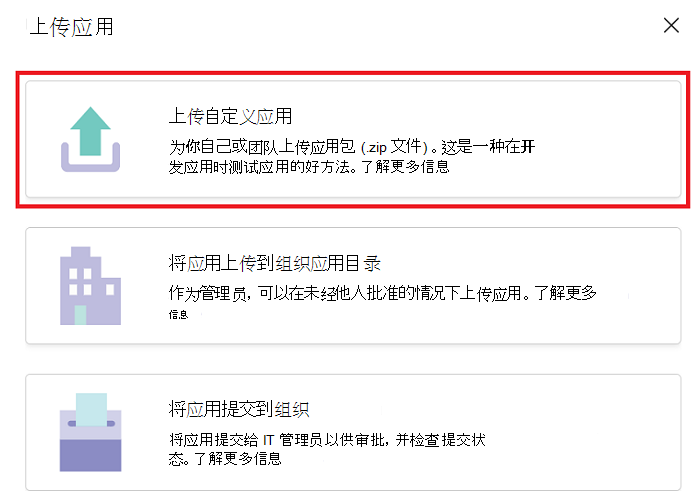 上传应用
上传自定义应用
为你自己或团队上传应用包 (.zip 文件) 。这是一种在开
发应用时测试应用的好方法。了解更多信息
将应用上传到组织应用目录
作为管理员，可以在未经他人批准的情况下上传应用。了解更多
信息
将应用提交到组织
将应用提交给 IT 管理员以供审批，并检查提交状
态。了解更多信息